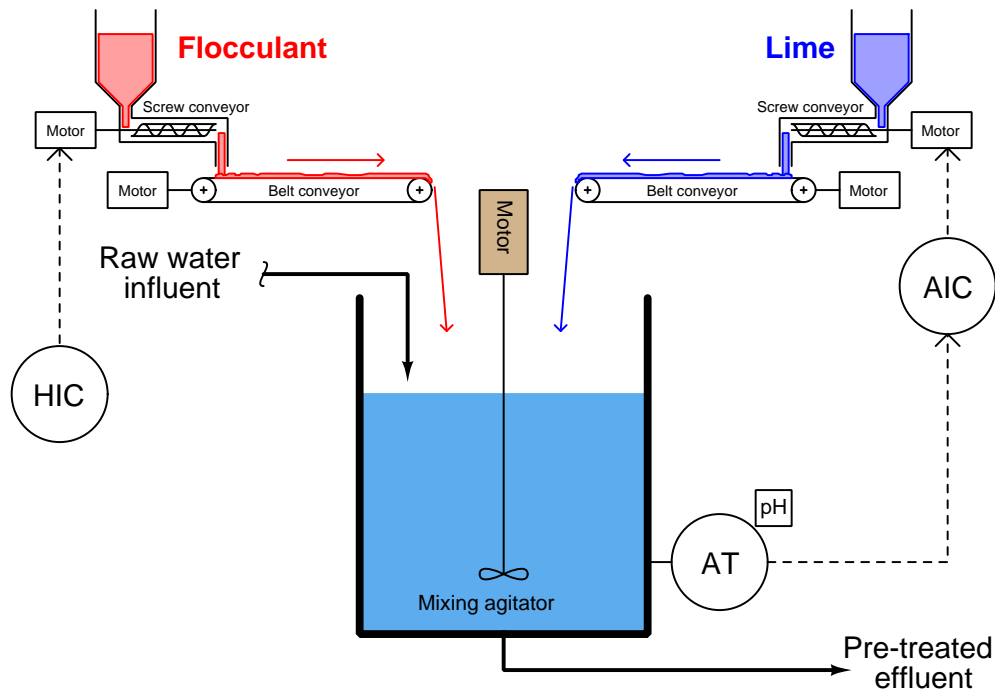 Flocculant
Lime
Screw conveyor
Screw conveyor
Motor
Motor
Motor
+
Belt conveyor
+
+
Belt conveyor
+
Motor
Motor
Raw water
influent
AIC
HIC
pH
AT
Mixing agitator
Pre-treated
effluent